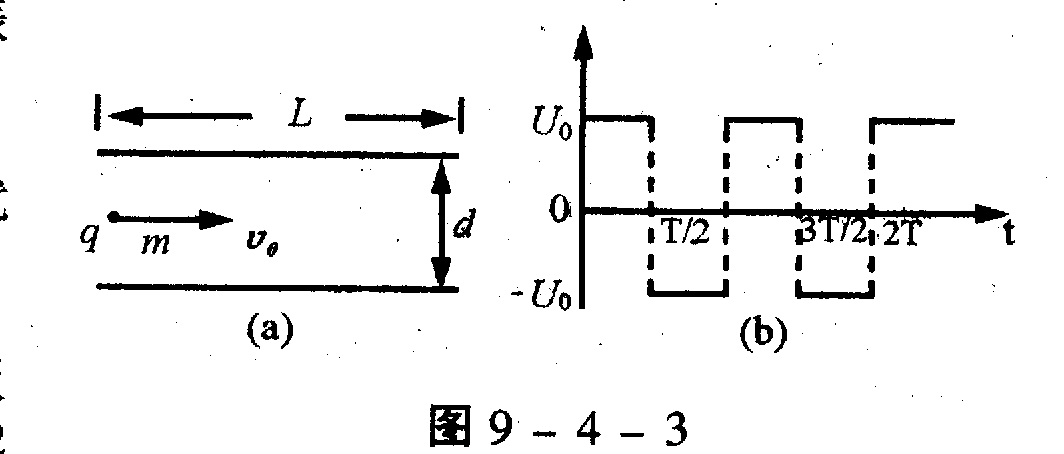 L
d
q m v₀
(a)
U₀
0
-U₀
T/2 3T/2 2T t
(b)
图 9 - 4 - 3